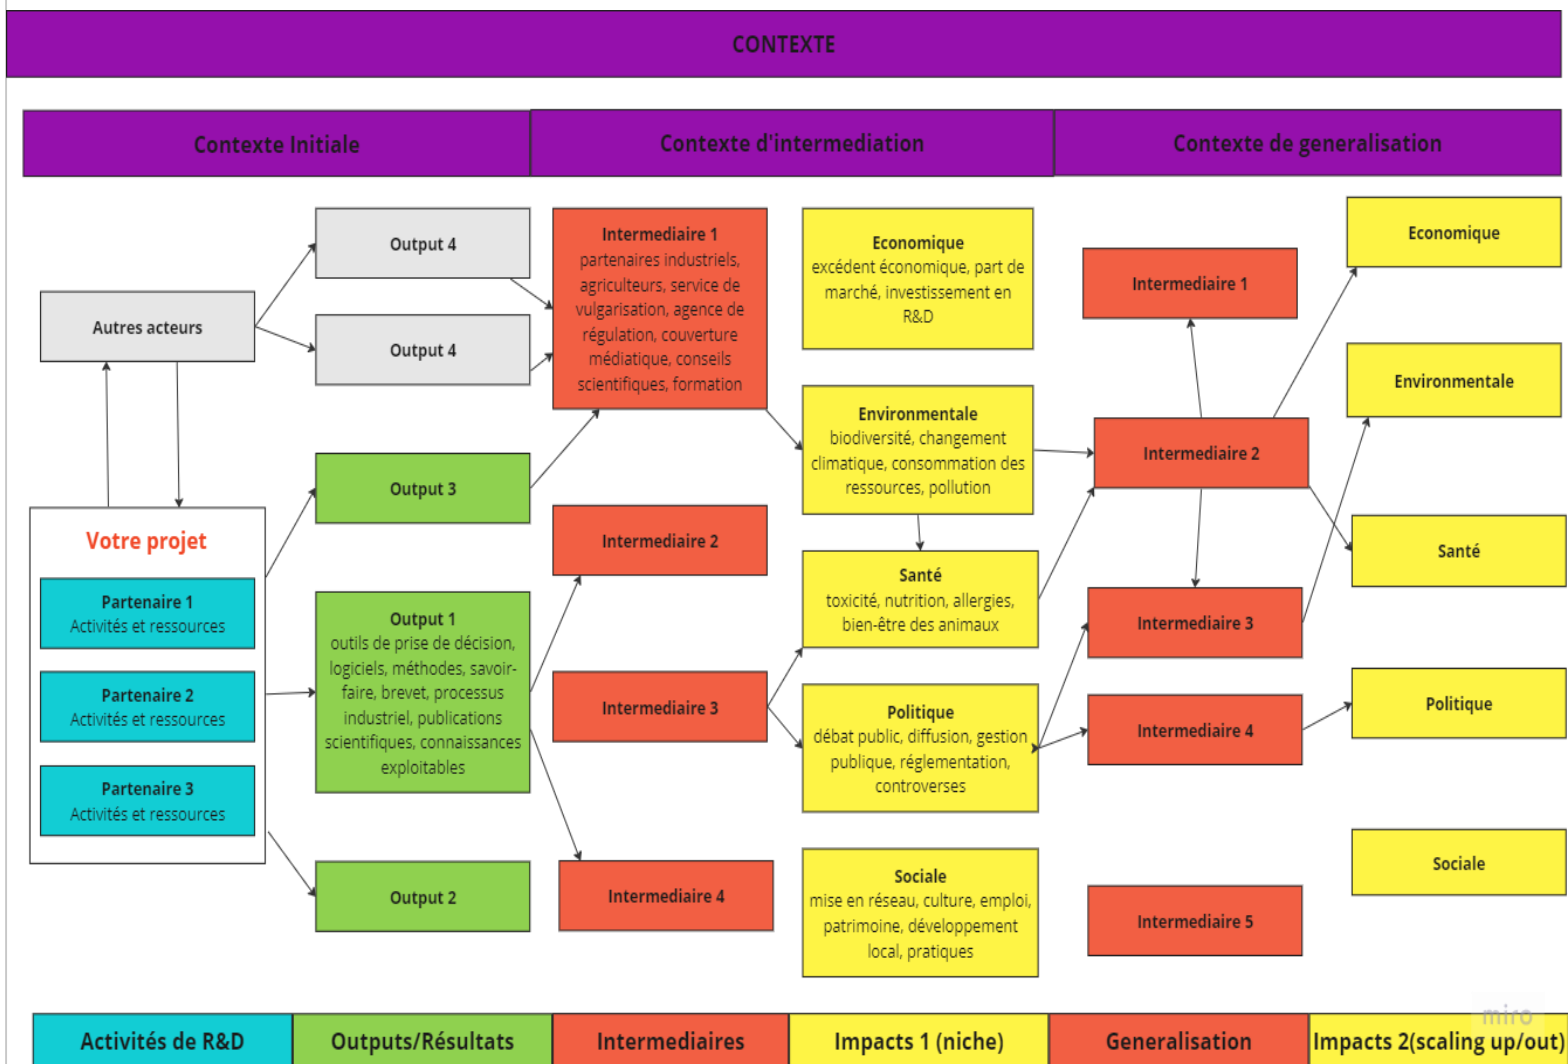 CONTEXTE
Contexte Initiale
Contexte d'intermediation
Contexte de generalisation
Autres acteurs
Votre projet
Partenaire 1
Activités et ressources
Partenaire 2
Activités et ressources
Partenaire 3
Activités et ressources
Output 4
Output 4
Output 3
Output 1
outils de prise de décision,
logiciels, méthodes, savoir-
faire, brevet, processus
industriel, publications
scientifiques, connaissances
exploitables
Output 2
Intermediaire 1
partenaires industriels,
agriculteurs, service de
vulgarisation, agence de
régulation, couverture
médiatique, conseils
scientifiques, formation
Intermediaire 2
Intermediaire 3
Intermediaire 4
Economique
excédent économique, part de
marché, investissement en
R&D
Environmentale
biodiversité, changement
climatique, consommation des
ressources, pollution
Santé
toxicité, nutrition, allergies,
bien-être des animaux
Politique
débat public, diffusion, gestion
publique, réglementation,
controverses
Sociale
mise en réseau, culture, emploi,
patrimoine, développement
local, pratiques
Intermediaire 1
Intermediaire 2
Intermediaire 3
Intermediaire 4
Intermediaire 5
Economique
Environmentale
Santé
Politique
Sociale
miro
Activités de R&D
Outputs/Résultats
Intermediaires
Impacts 1 (niche)
Generalisation
Impacts 2(scaling up/out)